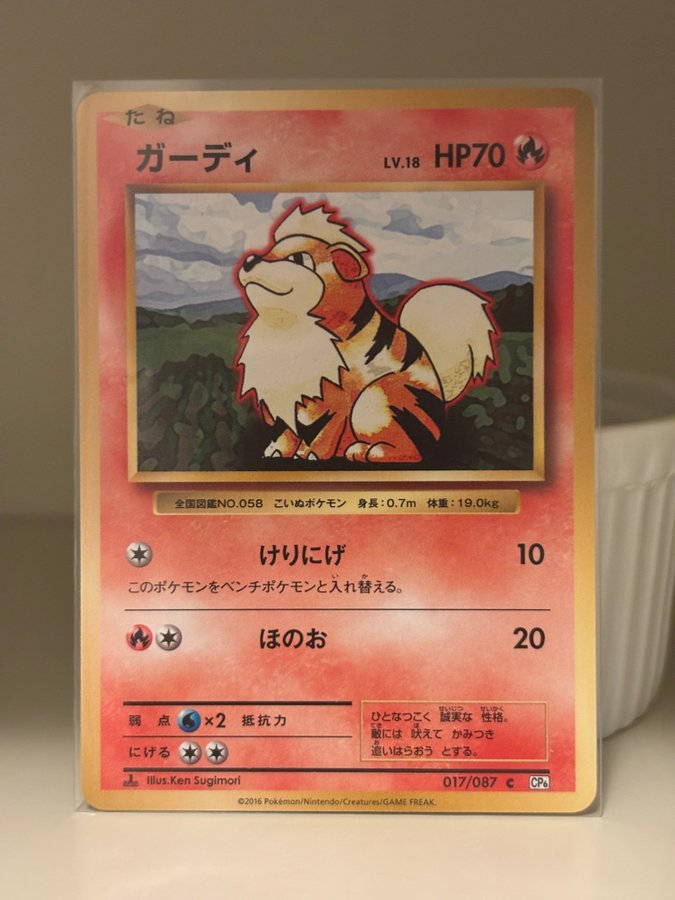 たね
ガーディ LV.18 HP70
全国図鑑NO.058 こいぬポケモン 身長：0.7m 体重：19.0kg
けりにげ 10
このポケモンをベンチポケモンと入れ替える。
ほのお 20
弱点 ×2 抵抗力
にげる
ひとなつこく 誠実な 性格。
敵には 吠えて かみつき
追いはらおう とする。
1 Illus.Ken Sugimori 017/087 C CP6
©2016 Pokémon/Nintendo/Creatures/GAME FREAK.